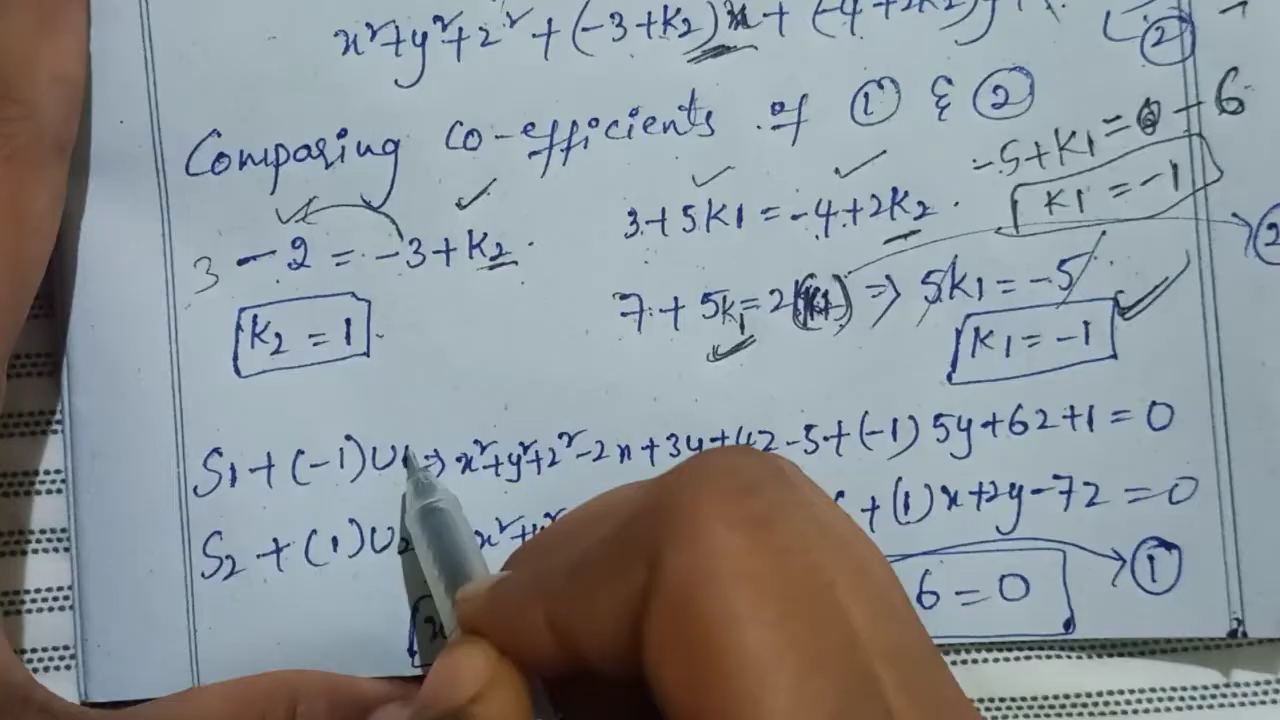 x²+y²+z² + (-3+k₂)x + (-4+2k₂)y
②
Comparing co-efficients of ① & ②
-5+k₁ = -6
k₁ = -1
3 -2 = -3+k₂.
3+5k₁ = -4+2k₂.
k₂ = 1
7+5k₁=2 => 5k₁ = -5
k₁ = -1
S₁ + (-1)U₁ => x²+y²+z²-2x+3y+4z-5+(-1)5y+6z+1=0
S₂ + (1)U₂ x²+y² +(1)x+2y-7z=0
6=0 ①